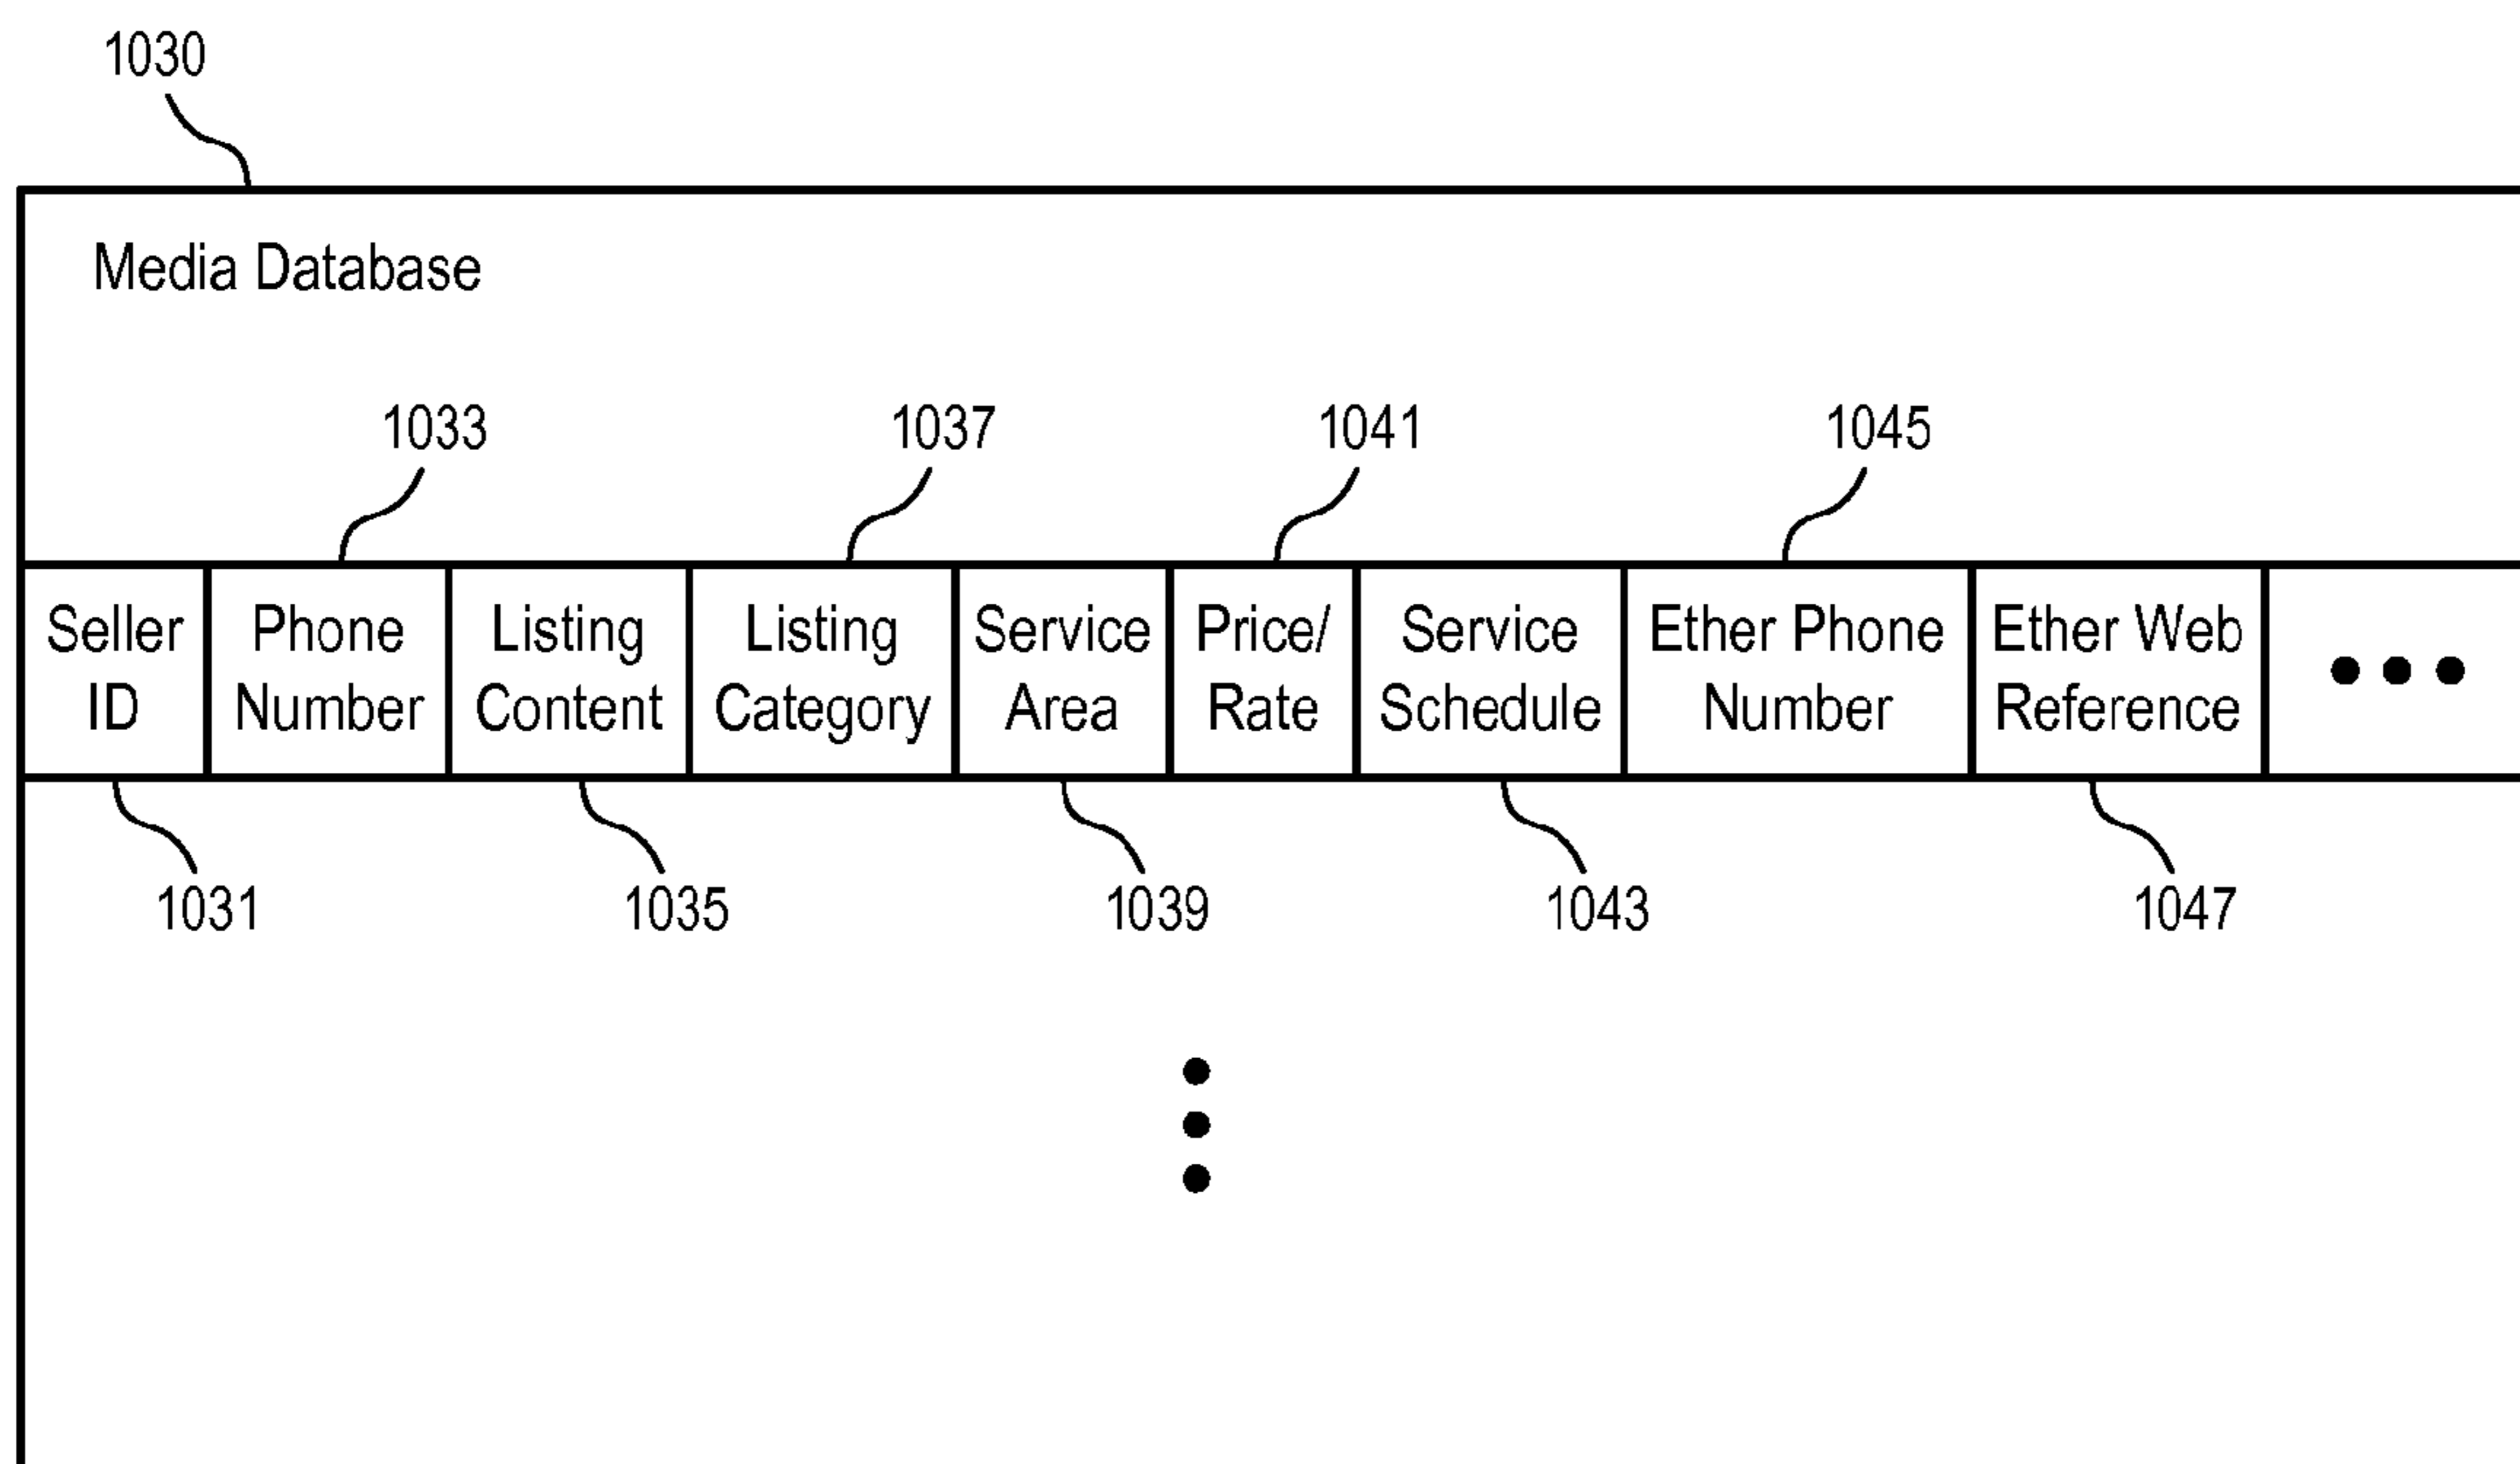 1030
Media Database
1033 1037 1041 1045
Seller Phone Listing Listing Service Price/ Service Ether Phone Ether Web
ID Number Content Category Area Rate Schedule Number Reference
1031 1035 1039 1043 1047